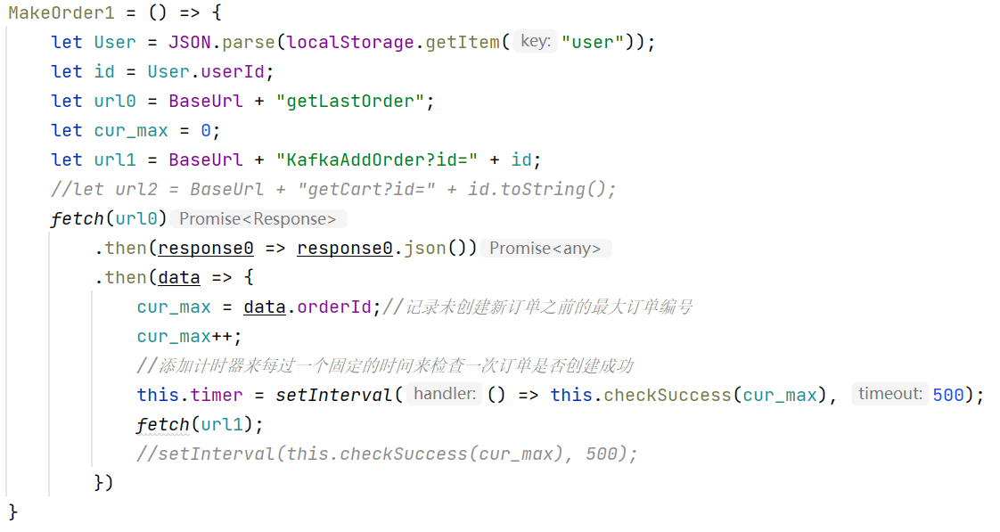 MakeOrder1 = () => {
    let User = JSON.parse(localStorage.getItem( key: "user"));
    let id = User.userId;
    let url0 = BaseUrl + "getLastOrder";
    let cur_max = 0;
    let url1 = BaseUrl + "KafkaAddOrder?id=" + id;
    //let url2 = BaseUrl + "getCart?id=" + id.toString();
    fetch(url0) Promise<Response>
        .then(response0 => response0.json()) Promise<any>
        .then(data => {
            cur_max = data.orderId;//记录未创建新订单之前的最大订单编号
            cur_max++;
            //添加计时器来每过一个固定的时间来检查一次订单是否创建成功
            this.timer = setInterval( handler: () => this.checkSuccess(cur_max), timeout: 500);
            fetch(url1);
            //setInterval(this.checkSuccess(cur_max), 500);
        })
}